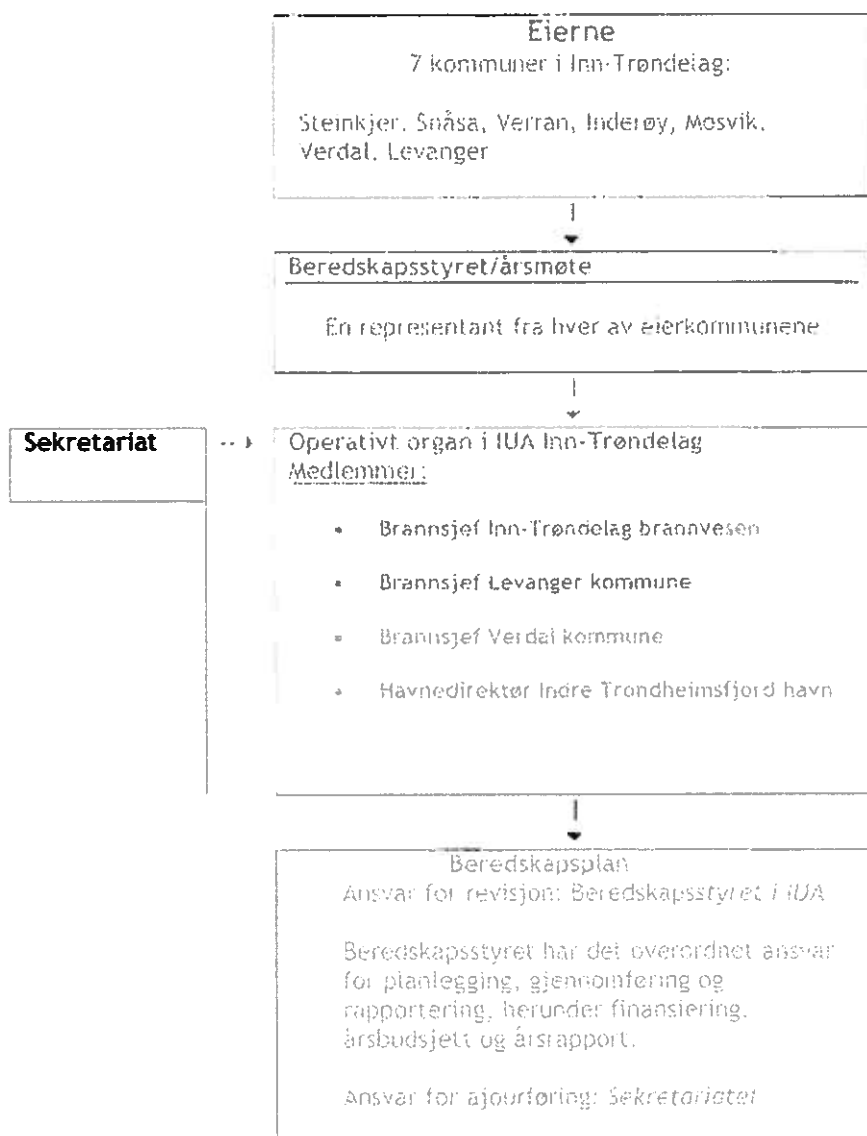 Eierne
7 kommuner i Inn-Trøndelag:
Steinkjer, Snåsa, Verran, Inderøy, Mosvik,
Verdal, Levanger
Beredskapsstyret/årsmøte
En representant fra hver av eierkommunene
Sekretariat
Operativt organ i IUA Inn-Trøndelag
Medlemmer:
• Brannsjef Inn-Trøndelag brannvesen
• Brannsjef Levanger kommune
• Brannsjef Verdal kommune
• Havnedirektør Indre Trondheimsfjord havn
Beredskapsplan
Ansvar for revisjon: Beredskapsstyret i IUA
Beredskapsstyret har det overordnet ansvar
for planlegging, gjennomføring og
rapportering, herunder finansiering,
årsbudsjett og årsrapport.
Ansvar for ajourføring: Sekretariatet